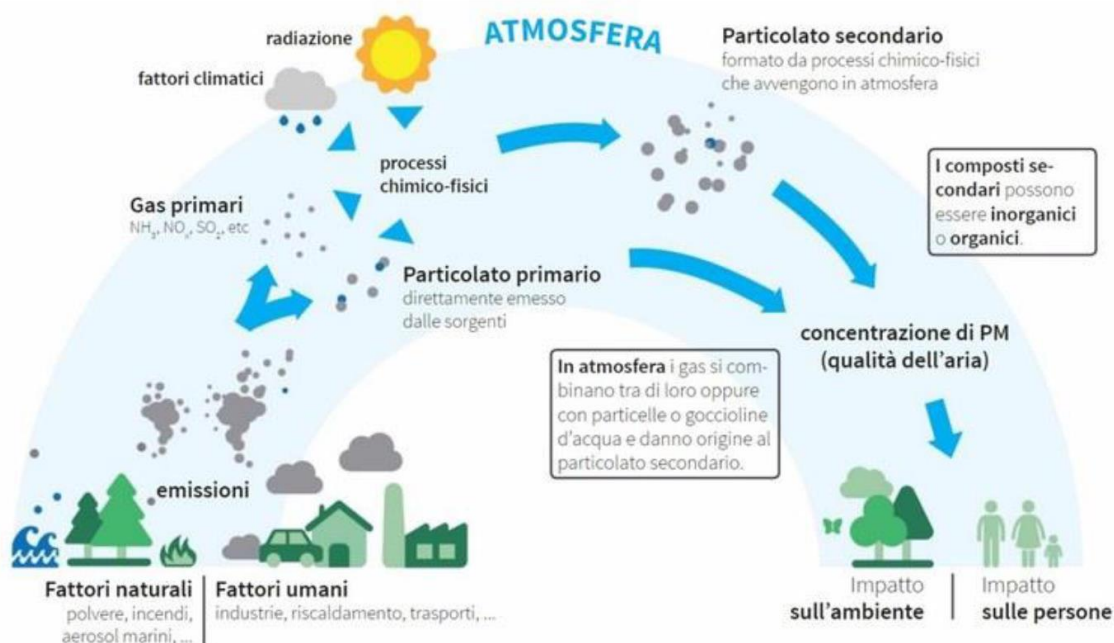 ATMOSFERA
radiazione
fattori climatici
Particolato secondario
formato da processi chimico-fisici
che avvengono in atmosfera
processi
chimico-fisici
I composti se-
condari possono
essere inorganici
o organici.
Gas primari
NH₃, NOₓ, SO₂, etc
Particolato primario
direttamente emesso
dalle sorgenti
concentrazione di PM
(qualità dell'aria)
In atmosfera i gas si com-
binano tra di loro oppure
con particelle o goccioline
d'acqua e danno origine al
particolato secondario.
emissioni
Fattori naturali
polvere, incendi,
aerosol marini, ...
Fattori umani
industrie, riscaldamento, trasporti, ...
Impatto
sull'ambiente
Impatto
sulle persone